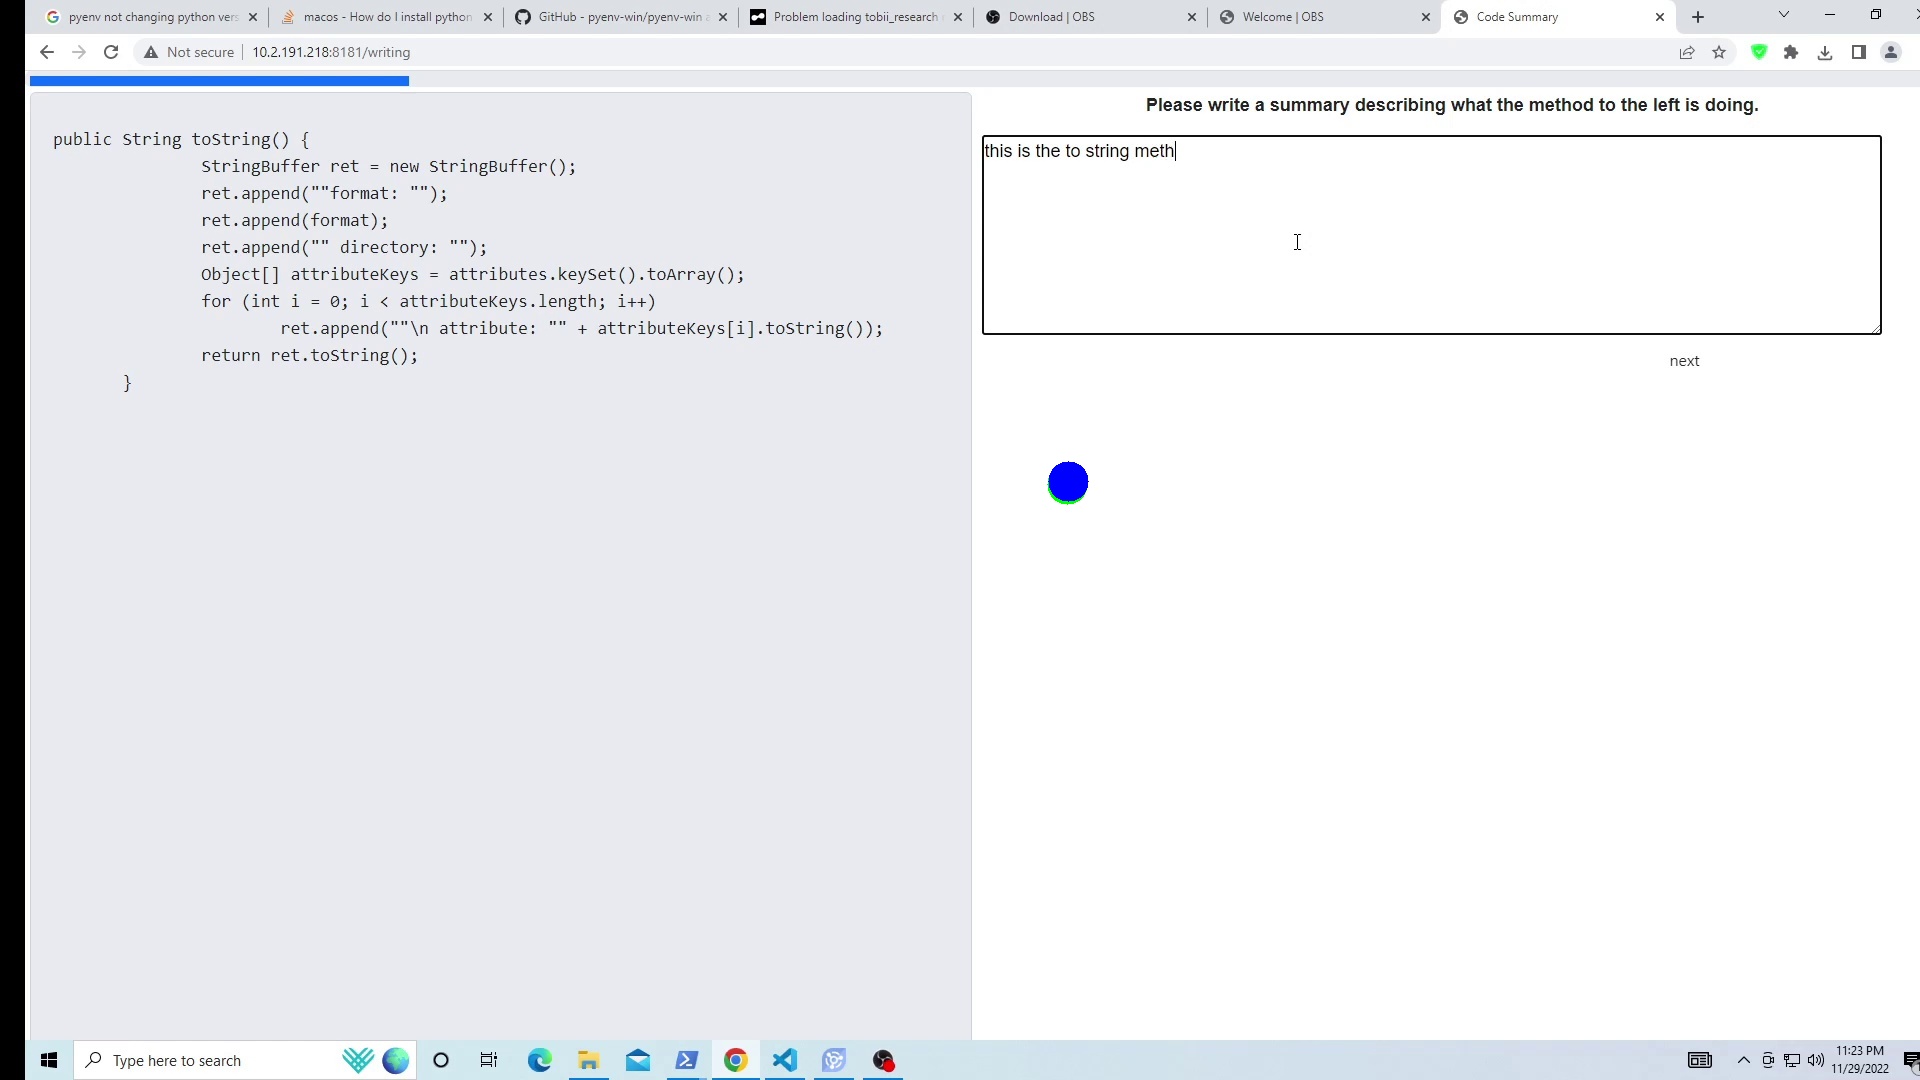 pyenv not changing python vers
macos - How do I install python
GitHub - pyenv-win/pyenv-win a
Problem loading tobii_research
Download | OBS
Welcome | OBS
Code Summary
Not secure
10.2.191.218:8181/writing
Please write a summary describing what the method to the left is doing.
public String toString() {
StringBuffer ret = new StringBuffer();
ret.append(""format: "");
ret.append(format);
ret.append("" directory: "");
Object[] attributeKeys = attributes.keySet().toArray();
for (int i = 0; i < attributeKeys.length; i++)
ret.append(""\n attribute: "" + attributeKeys[i].toString());
return ret.toString();
}
this is the to string meth
next
Type here to search
11:23 PM
11/29/2022